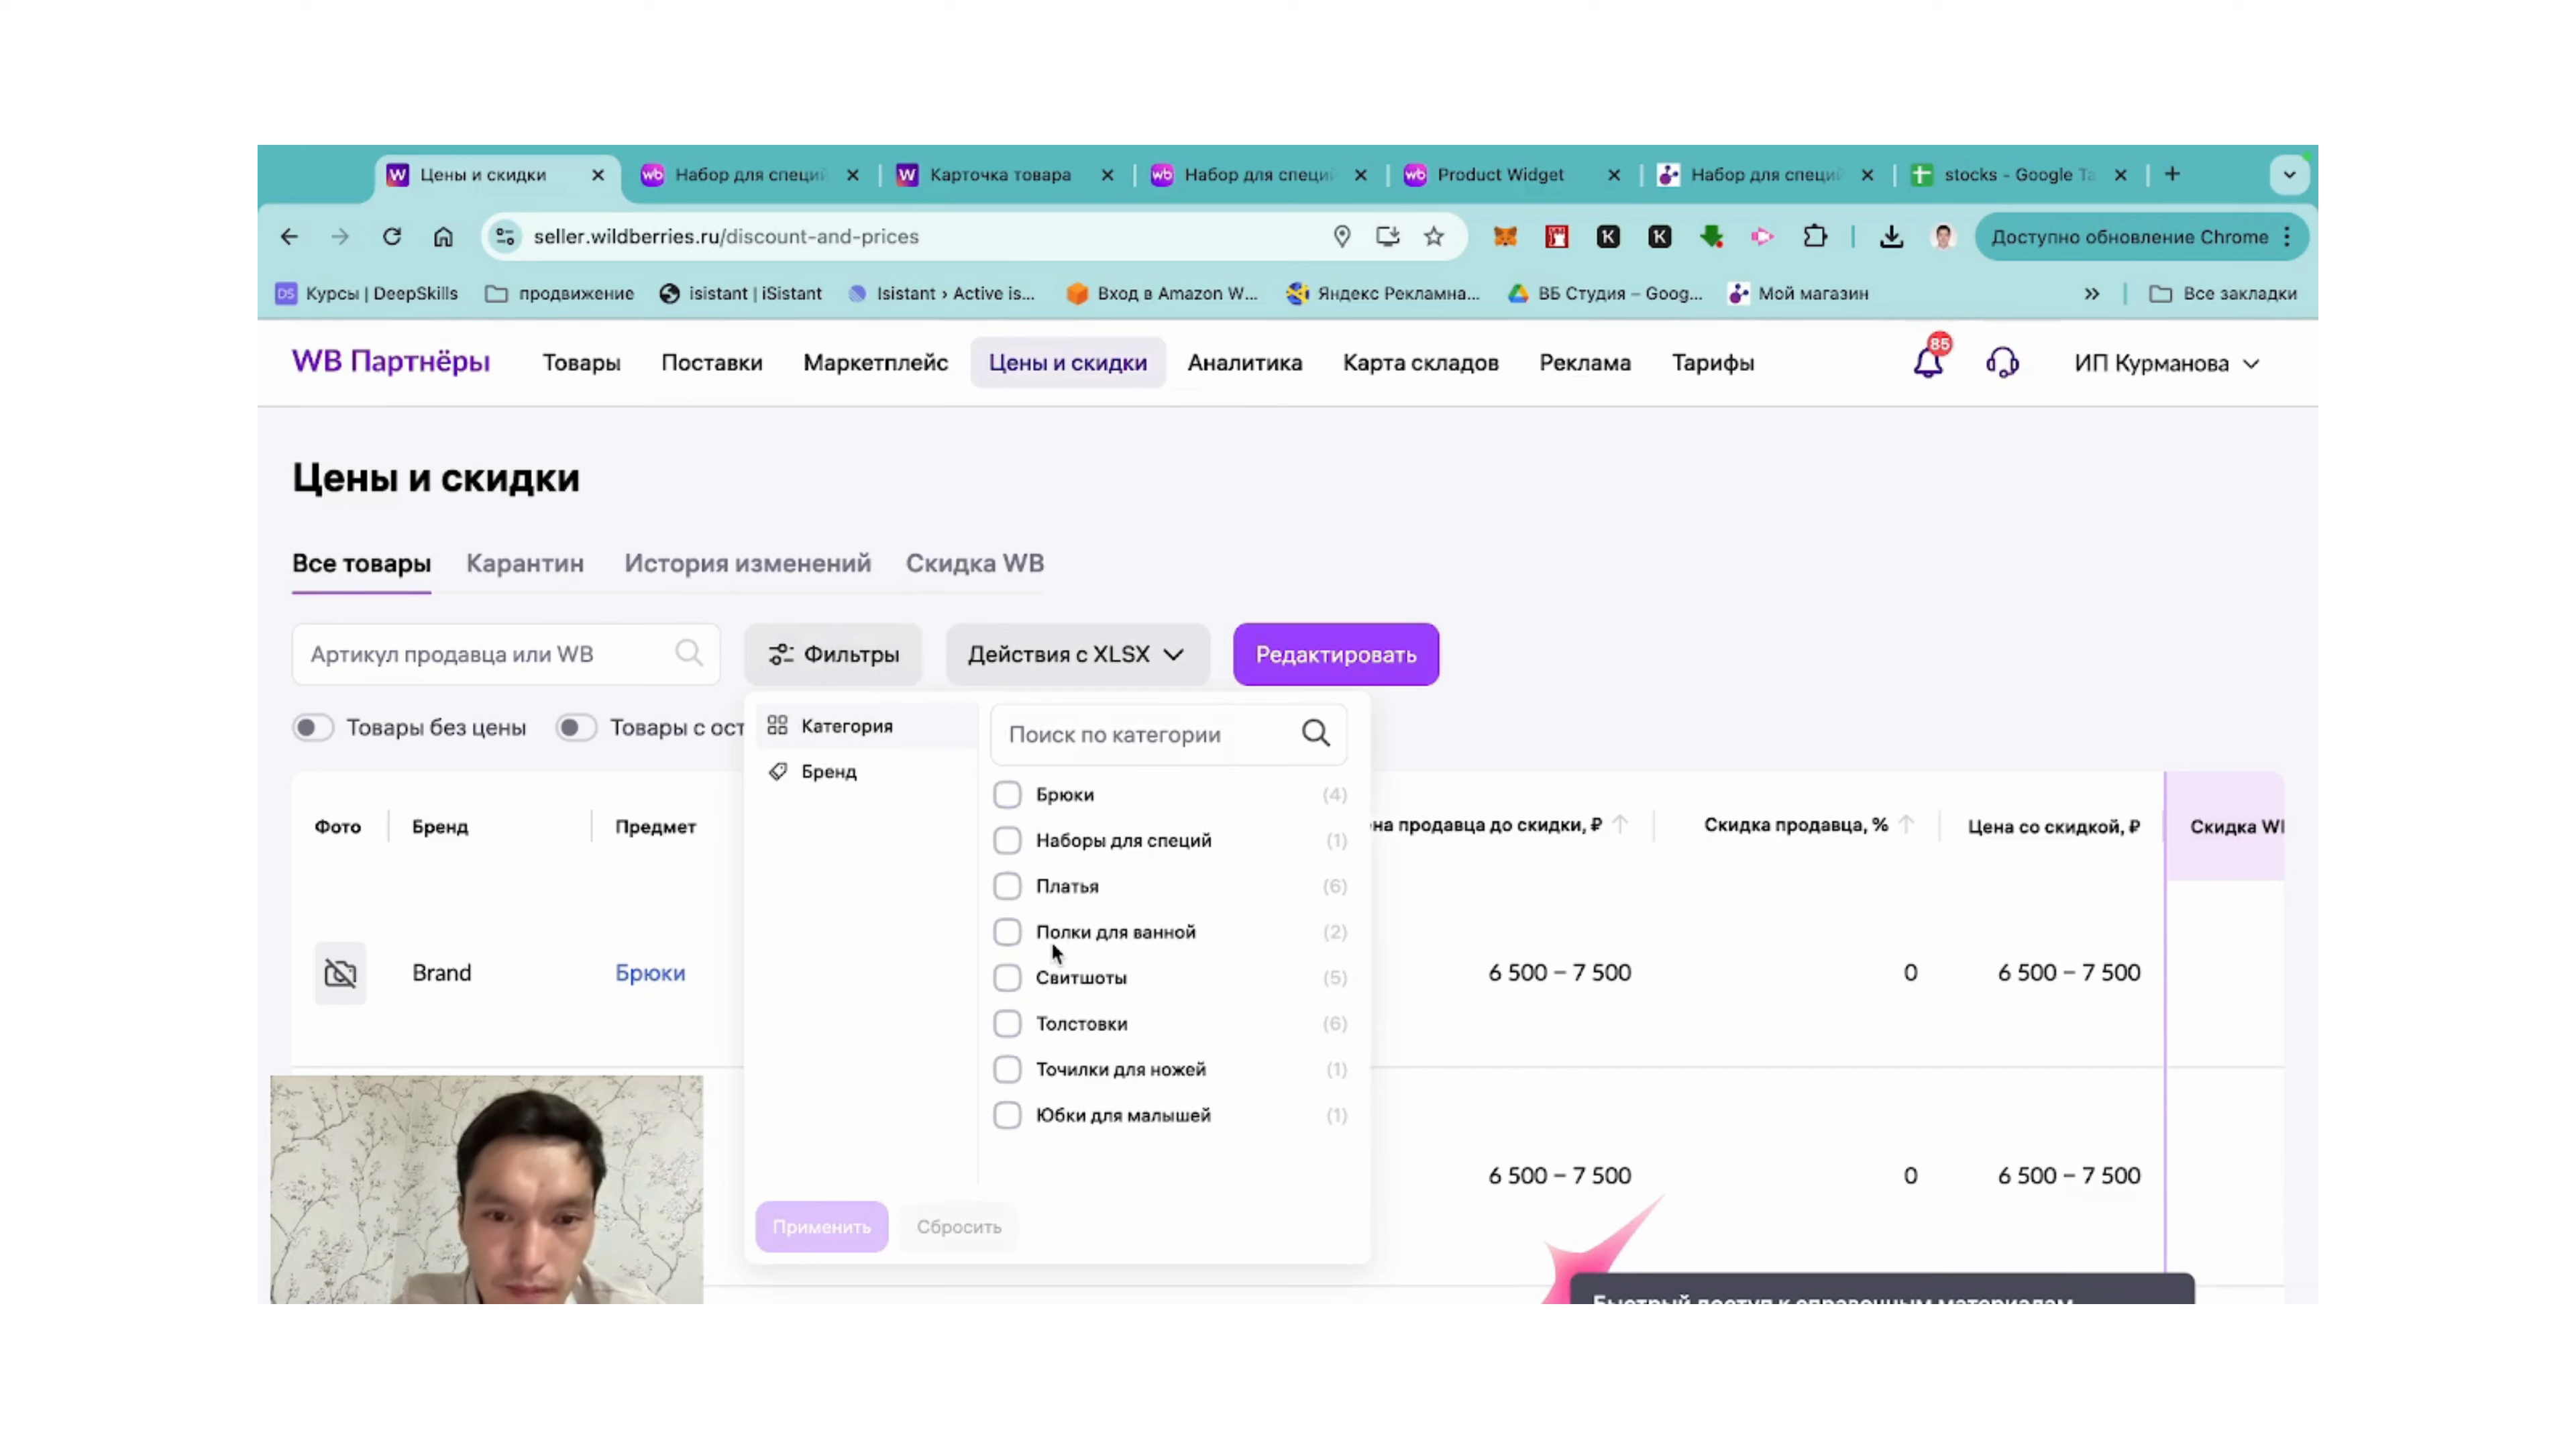 Цены и скидки
Набор для специй
Карточка товара
Набор для специ
Product Widget
Набор для специй
stocks - Google Та
seller.wildberries.ru/discount-and-prices
Доступно обновление Chrome
DS Курсы | DeepSkills
продвижение
isistant | iSistant
Isistant › Active is...
Вход в Amazon W...
Яндекс Рекламна...
ВБ Студия – Goog...
Мой магазин
Все закладки
WB Партнёры
Товары
Поставки
Маркетплейс
Цены и скидки
Аналитика
Карта складов
Реклама
Тарифы
85
ИП Курманова
Цены и скидки
Все товары
Карантин
История изменений
Скидка WB
Артикул продавца или WB
Фильтры
Действия с XLSX
Редактировать
Товары без цены
Товары с ост
Категория
Бренд
Поиск по категории
Брюки (4)
Наборы для специй (1)
Платья (6)
Полки для ванной (2)
Свитшоты (5)
Толстовки (6)
Точилки для ножей (1)
Юбки для малышей (1)
Применить
Сбросить
Фото
Бренд
Предмет
на продавца до скидки, ₽
Скидка продавца, %
Цена со скидкой, ₽
Скидка WI
Brand
Брюки
6 500 – 7 500
0
6 500 – 7 500
6 500 – 7 500
0
6 500 – 7 500
Быстрый доступ к справочным материалам